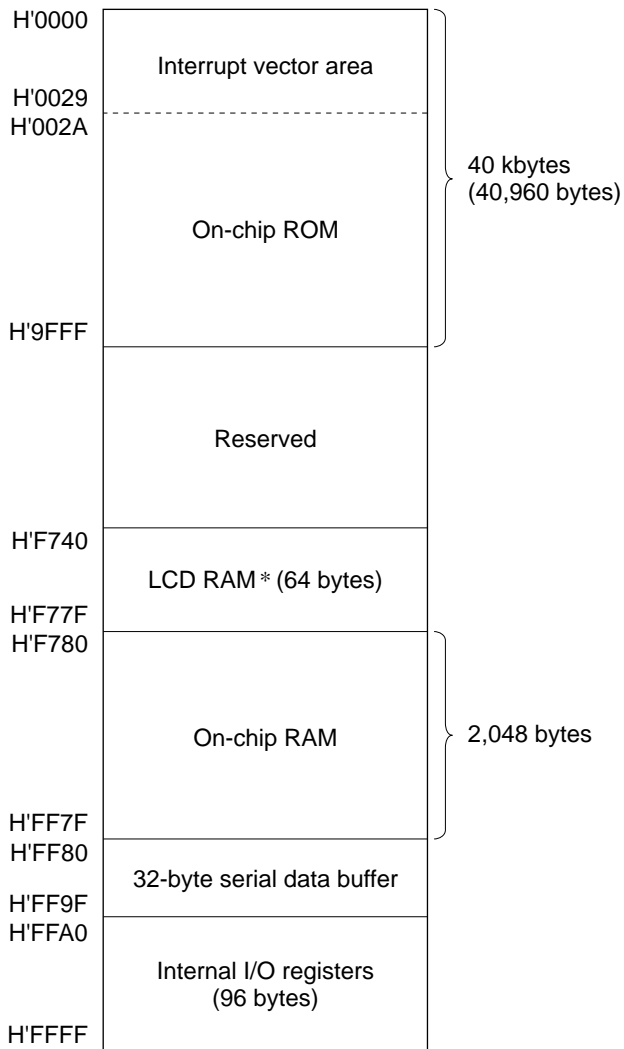 H'0000
Interrupt vector area
H'0029
H'002A
40 kbytes
(40,960 bytes)
On-chip ROM
H'9FFF
Reserved
H'F740
LCD RAM* (64 bytes)
H'F77F
H'F780
On-chip RAM
2,048 bytes
H'FF7F
H'FF80
32-byte serial data buffer
H'FF9F
H'FFA0
Internal I/O registers
(96 bytes)
H'FFFF